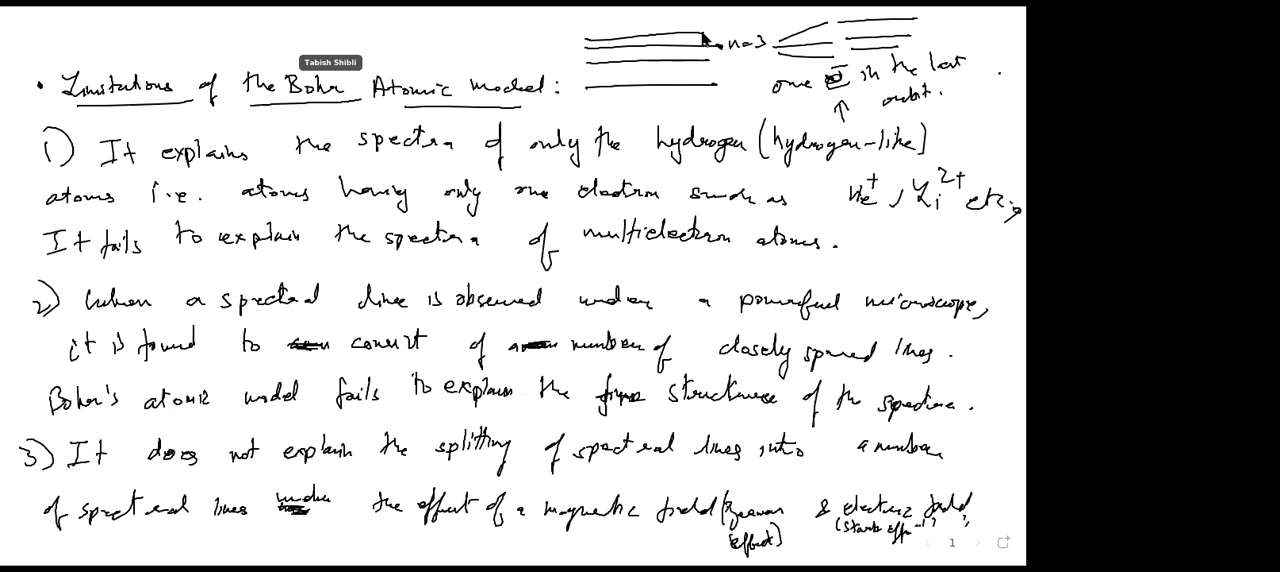 n=3
Tabish Shibli
• Limitations of the Bohr Atomic model :
one e in the last
orbit.
1) It explains the spectra of only the hydrogen (hydrogen-like)
atoms i.e. atoms having only one electron such as He⁺, Li²⁺ etc.,
It fails to explain the spectra of multielectron atoms.
2) When a spectral line is observed under a powerful microscope,
it is found to consist of number of closely spaced lines.
Bohr's atomic model fails to explain the fine structure of the spectra.
3) It does not explain the splitting of spectral lines into a number
of spectral lines under the effect of a magnetic field (Zeeman & electric field
effect) (Stark effect),
1